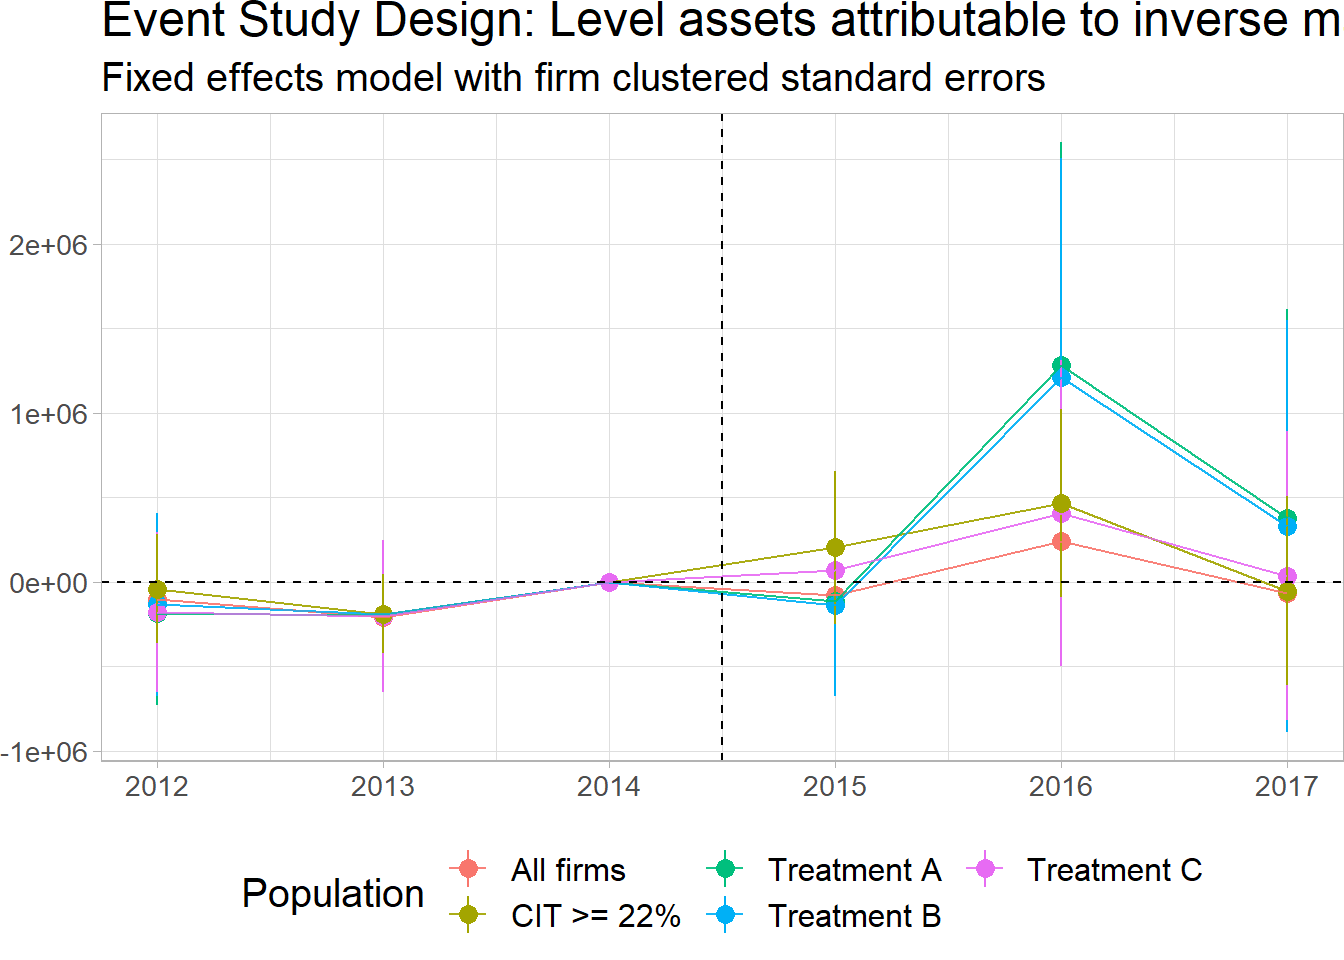 Event Study Design: Level assets attributable to inverse m
Fixed effects model with firm clustered standard errors
2e+06
1e+06
0e+00
-1e+06
2012 2013 2014 2015 2016 2017
Population
All firms Treatment A Treatment C
CIT >= 22% Treatment B